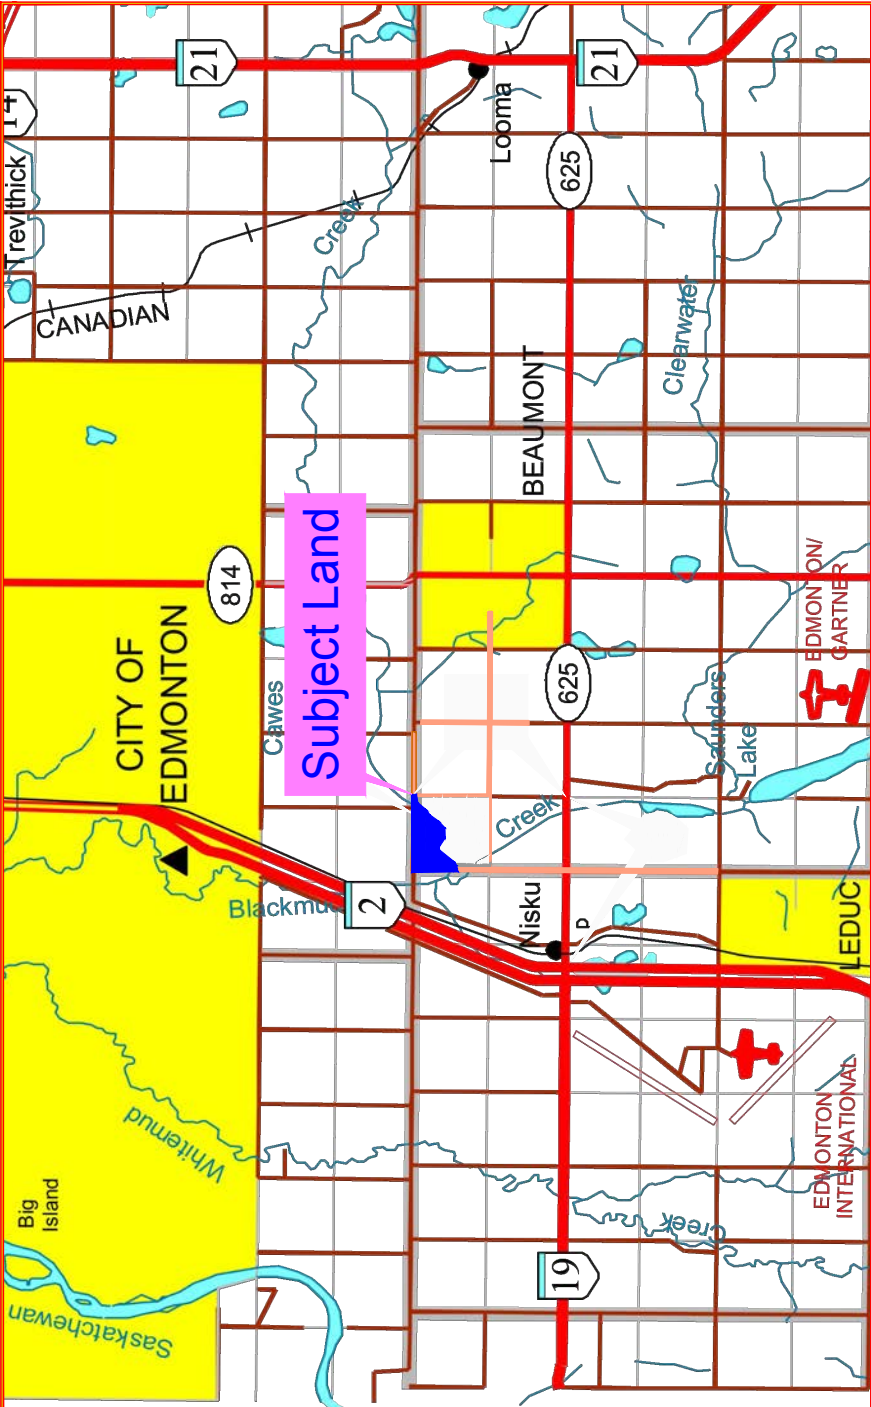 21
21
14
Looma
Trevithick
625
Creek
CANADIAN
Clearwater
BEAUMONT
Subject Land
814
EDMONTON/
GARTNER
CITY OF
EDMONTON
625
Cawes
Saunders
Lake
Creek
Blackmud
2
Nisku
P
LEDUC
EDMONTON
INTERNATIONAL
Whitemud
Big
Island
Creek
19
Saskatchewan